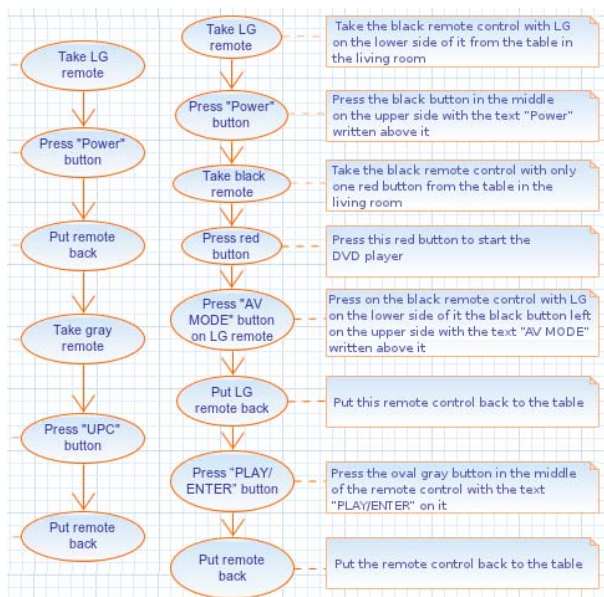 Take LG
remote
Press "Power"
button
Put remote
back
Take gray
remote
Press "UPC"
button
Put remote
back
Take LG
remote
Take the black remote control with LG
on the lower side of it from the table in
the living room
Press "Power"
button
Press the black button in the middle
on the upper side with the text "Power"
written above it
Take black
remote
Take the black remote control with only
one red button from the table in the
living room
Press red
button
Press this red button to start the
DVD player
Press "AV
MODE" button
on LG remote
Press on the black remote control with LG
on the lower side of it the black button left
on the upper side with the text "AV MODE"
written above it
Put LG
remote back
Put this remote control back to the table
Press “PLAY/
ENTER” button
Press the oval gray button in the middle
of the remote control with the text
"PLAY/ENTER" on it
Put remote
back
Put the remote control back to the table